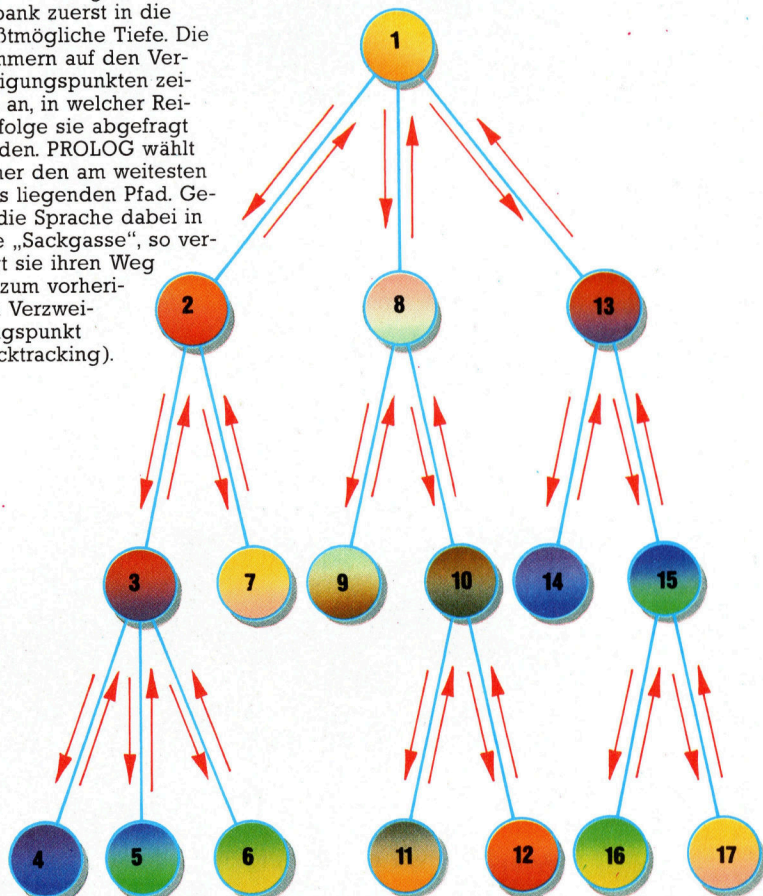 bank zuerst in die
ßtmögliche Tiefe. Die
mern auf den Ver-
igungspunkten zei-
an, in welcher Rei-
folge sie abgefragt
den. PROLOG wählt
er den am weitesten
s liegenden Pfad. Ge-
die Sprache dabei in
e „Sackgasse“, so ver-
t sie ihren Weg
zum vorheri-
Verzwei-
gspunkt
cktracking).
1
2 8 13
3 7 9 10 14 15
4 5 6 11 12 16 17